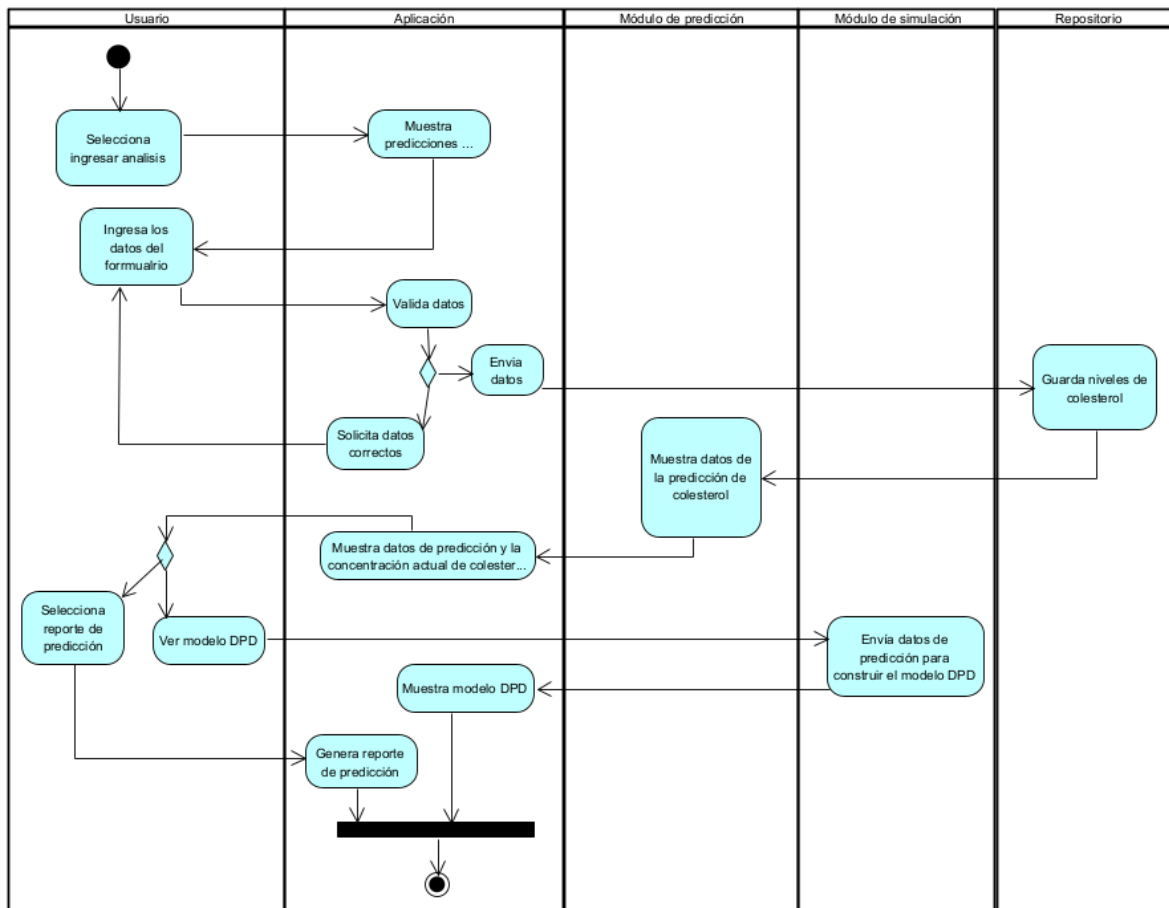 Usuario
Aplicación
Módulo de predicción
Módulo de simulación
Repositorio
Selecciona
ingresar analisis
Muestra
predicciones ...
Ingresa los
datos del
forrmualrio
Valida datos
Envia
datos
Guarda niveles de
colesterol
Solicita datos
correctos
Muestra datos de
la predicción de
colesterol
Muestra datos de predicción y la
concentración actual de colester...
Selecciona
reporte de
predicción
Ver modelo DPD
Envía datos de
predicción para
construir el modelo DPD
Muestra modelo DPD
Genera reporte
de predicción